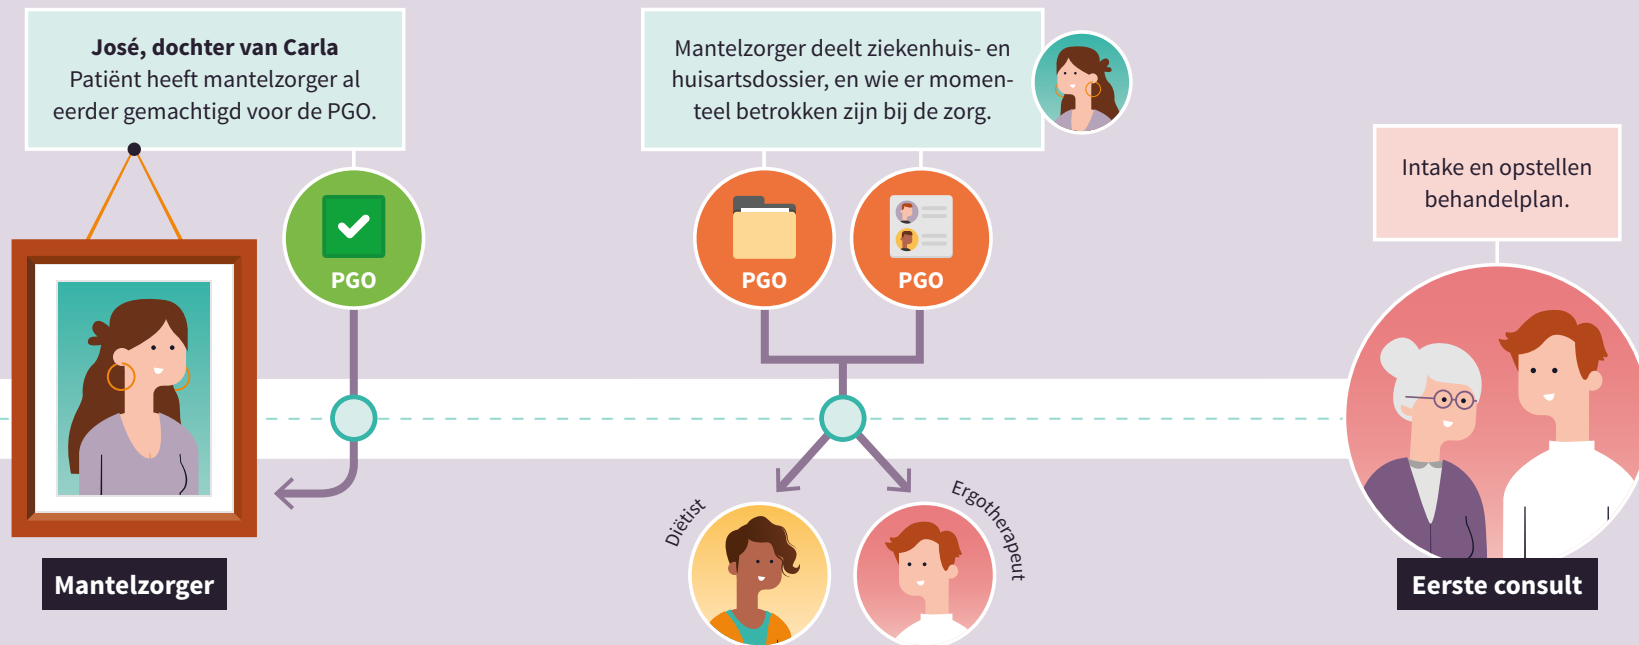 José, dochter van Carla
Patiënt heeft mantelzorger al
eerder gemachtigd voor de PGO.
PGO
Mantelzorger
Mantelzorger deelt ziekenhuis- en
huisartsdossier, en wie er momen-
teel betrokken zijn bij de zorg.
PGO
PGO
Diëtist
Ergotherapeut
Intake en opstellen
behandelplan.
Eerste consult